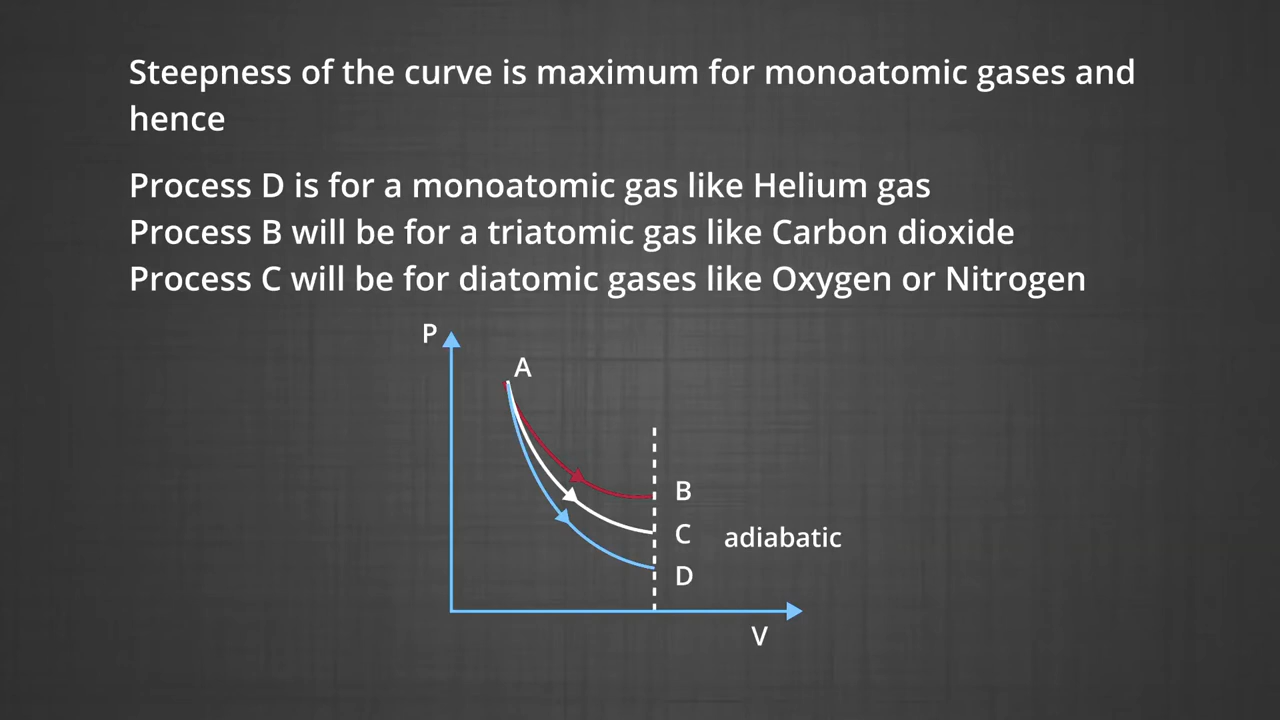 Steepness of the curve is maximum for monoatomic gases and
hence
Process D is for a monoatomic gas like Helium gas
Process B will be for a triatomic gas like Carbon dioxide
Process C will be for diatomic gases like Oxygen or Nitrogen
P
A
B
C adiabatic
D
V